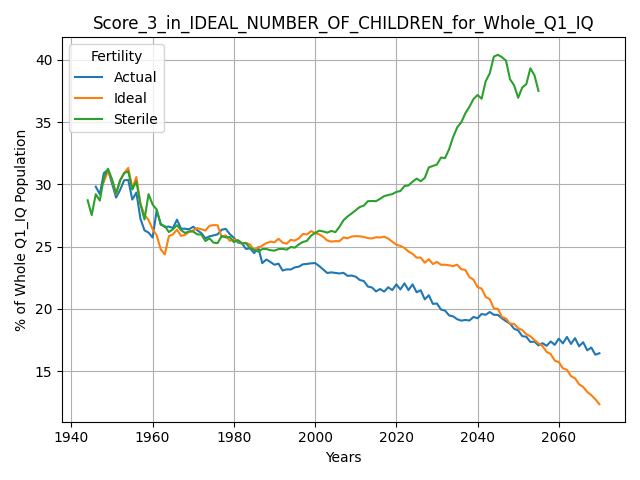 Score_3_in_IDEAL_NUMBER_OF_CHILDREN_for_Whole_Q1_IQ
Fertility
Actual
Ideal
Sterile
% of Whole Q1_IQ Population
40
35
30
25
20
15
1940 1960 1980 2000 2020 2040 2060
Years